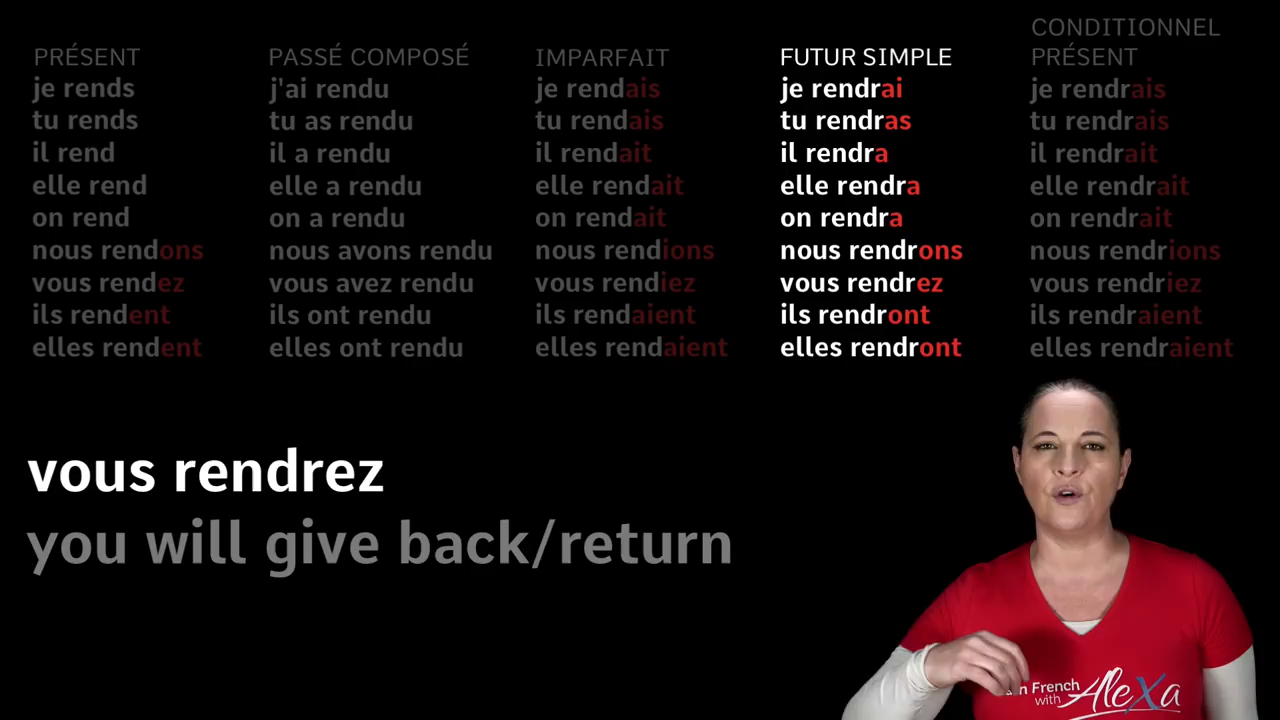 PRÉSENT
je rends
tu rends
il rend
elle rend
on rend
nous rendons
vous rendez
ils rendent
elles rendent
PASSÉ COMPOSÉ
j'ai rendu
tu as rendu
il a rendu
elle a rendu
on a rendu
nous avons rendu
vous avez rendu
ils ont rendu
elles ont rendu
IMPARFAIT
je rendais
tu rendais
il rendait
elle rendait
on rendait
nous rendions
vous rendiez
ils rendaient
elles rendaient
FUTUR SIMPLE
je rendrai
tu rendras
il rendra
elle rendra
on rendra
nous rendrons
vous rendrez
ils rendront
elles rendront
CONDITIONNEL
PRÉSENT
je rendrais
tu rendrais
il rendrait
elle rendrait
on rendrait
nous rendrions
vous rendriez
ils rendraient
elles rendraient
vous rendrez
you will give back/return
French
with Alexa